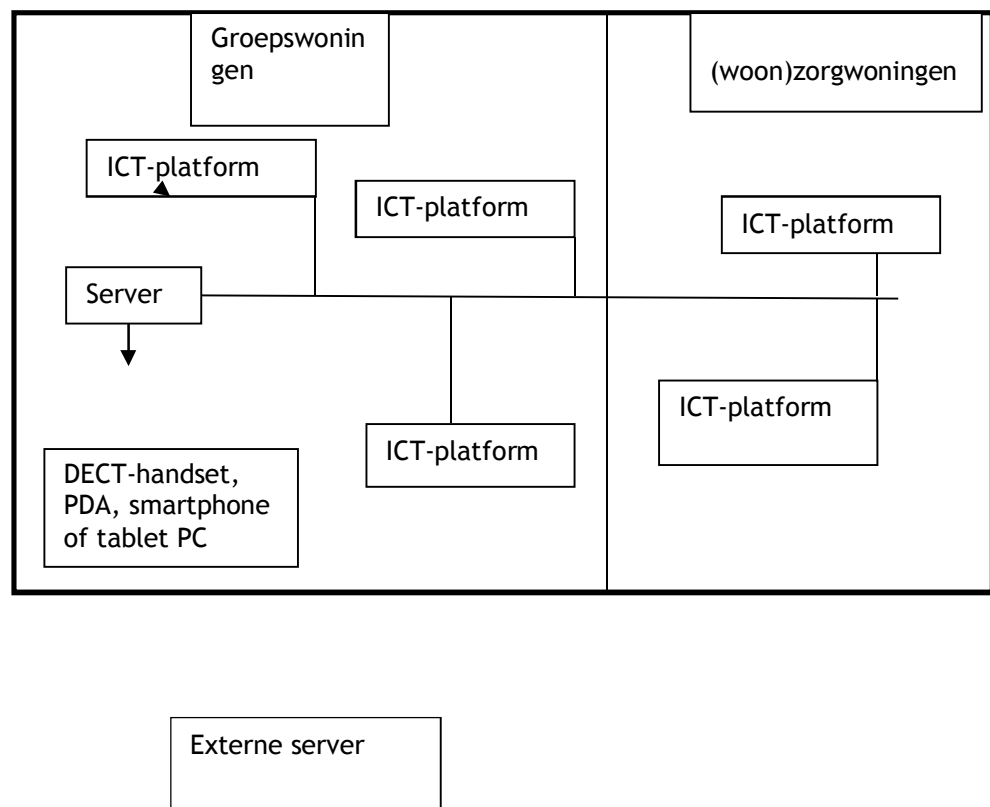 Groepswonin
gen
(woon)zorgwoningen
ICT-platform
ICT-platform
ICT-platform
Server
ICT-platform
ICT-platform
DECT-handset,
PDA, smartphone
of tablet PC
Externe server